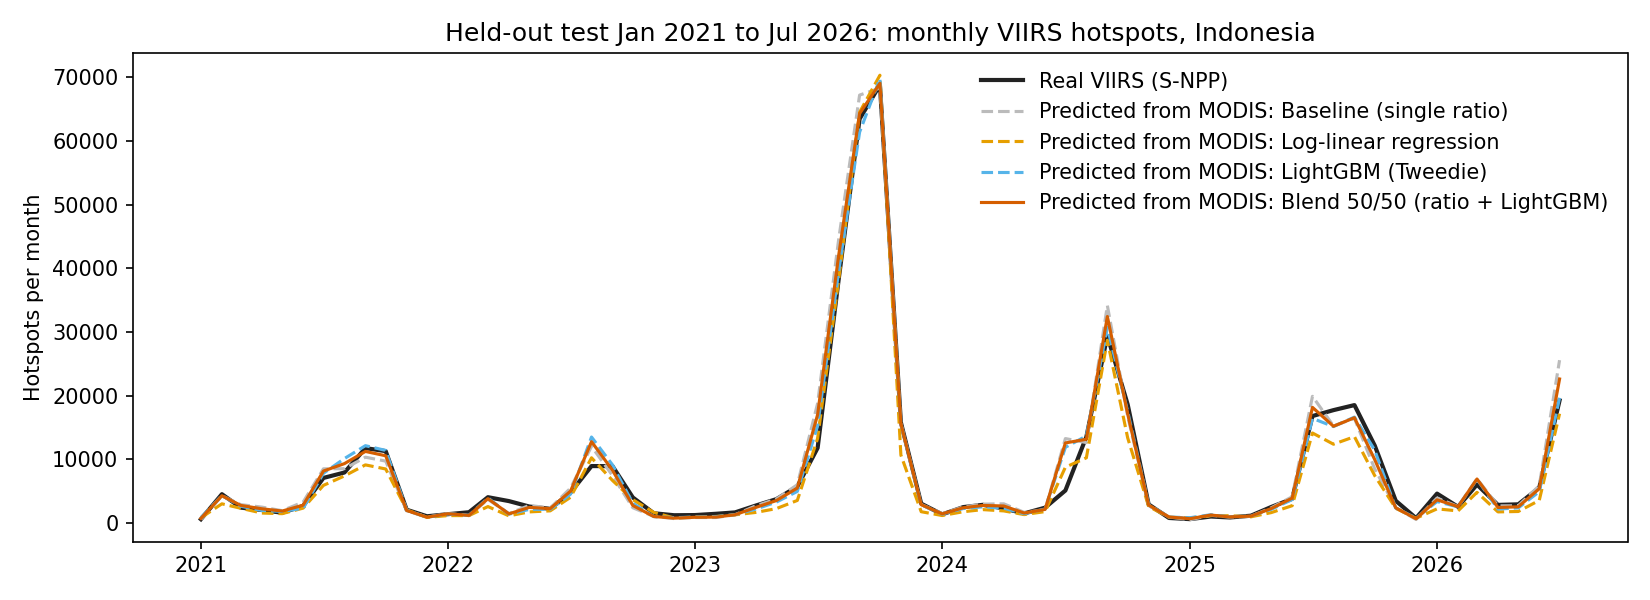 Held-out test Jan 2021 to Jul 2026: monthly VIIRS hotspots, Indonesia
Hotspots per month
70000
60000
50000
40000
30000
20000
10000
0
Real VIIRS (S-NPP)
Predicted from MODIS: Baseline (single ratio)
Predicted from MODIS: Log-linear regression
Predicted from MODIS: LightGBM (Tweedie)
Predicted from MODIS: Blend 50/50 (ratio + LightGBM)
2021 2022 2023 2024 2025 2026